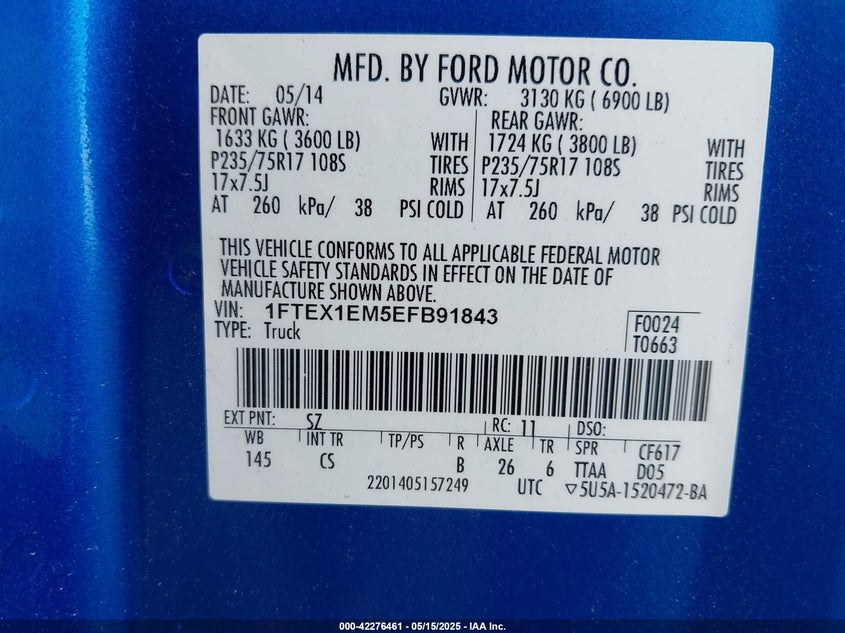 MFD. BY FORD MOTOR CO.
DATE: 05/14 GVWR: 3130 KG ( 6900 LB)
FRONT GAWR: REAR GAWR:
1633 KG ( 3600 LB) WITH 1724 KG ( 3800 LB) WITH
P235/75R17 108S TIRES P235/75R17 108S TIRES
17x7.5J RIMS 17x7.5J RIMS
AT 260 kPa/ 38 PSI COLD AT 260 kPa/ 38 PSI COLD
THIS VEHICLE CONFORMS TO ALL APPLICABLE FEDERAL MOTOR
VEHICLE SAFETY STANDARDS IN EFFECT ON THE DATE OF
MANUFACTURE SHOWN ABOVE.
VIN: 1FTEX1EM5EFB91843 F0024
TYPE: Truck T0663
EXT PNT: SZ RC: 11 DSO:
WB INT TR TP/PS R AXLE TR SPR CF617
145 CS B 26 6 TTAA D05
2201405157249 UTC ▽5U5A-1520472-BA
000-42276461 - 05/15/2025 - IAA Inc.